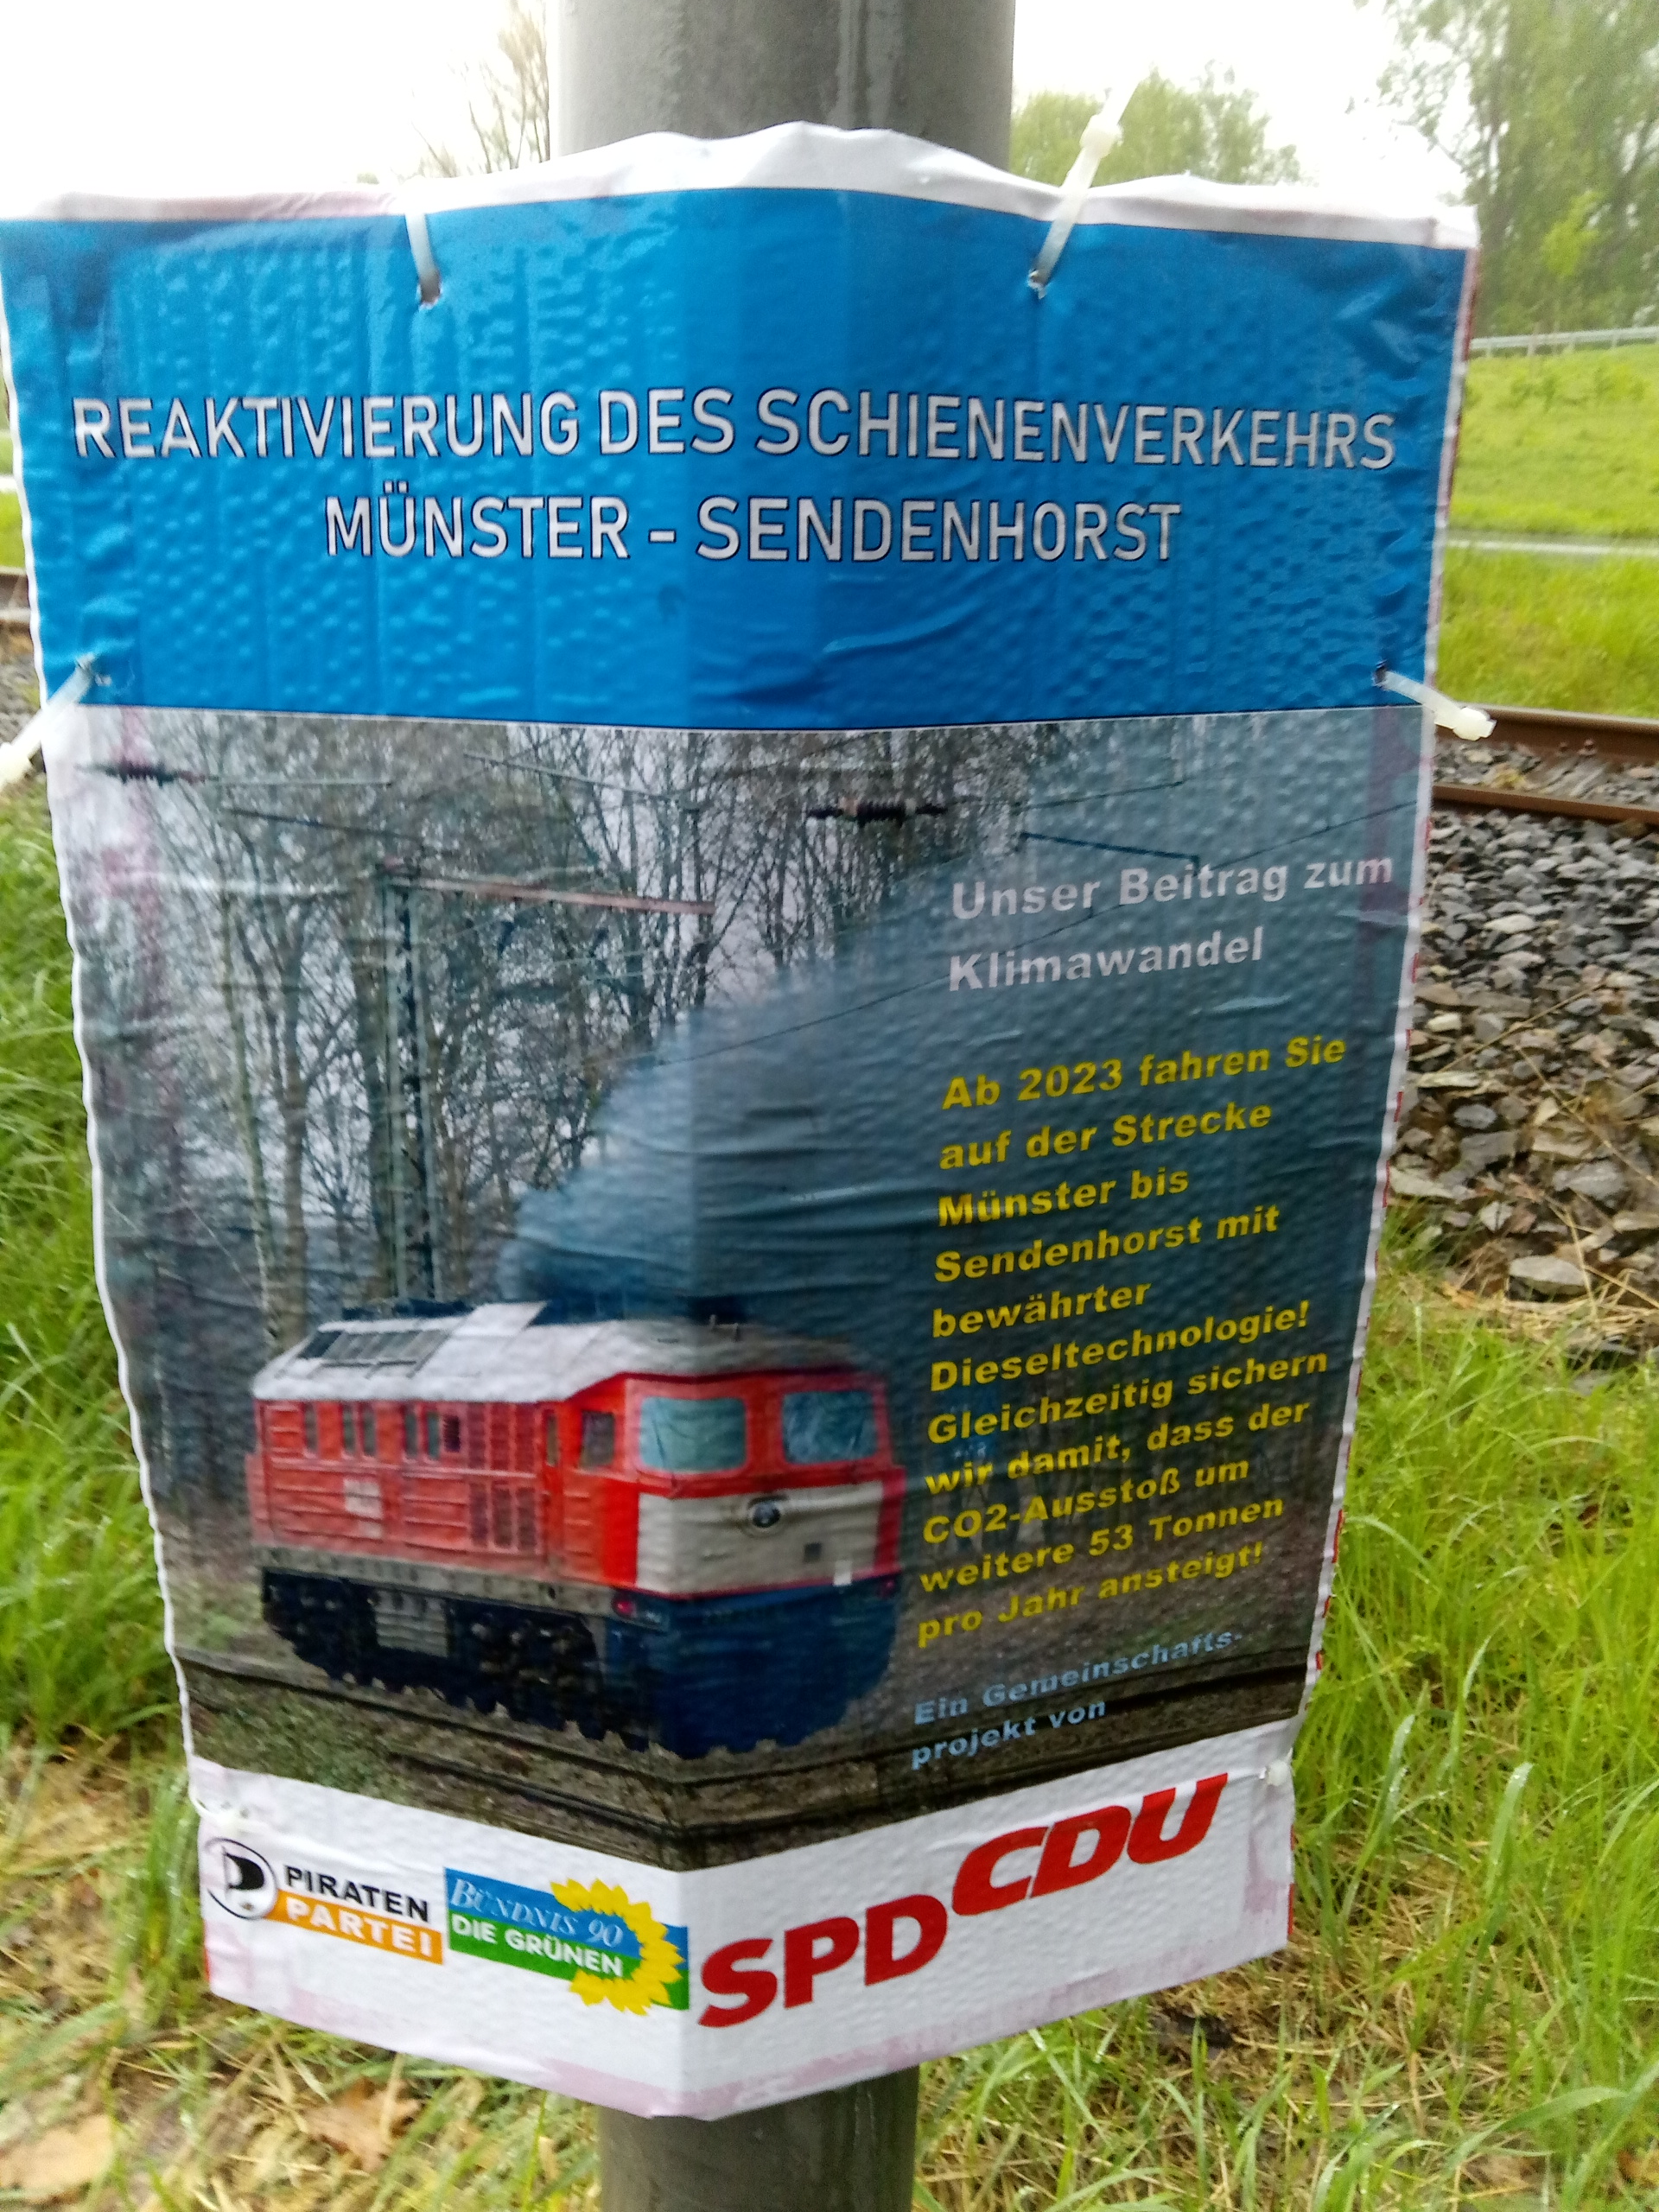 REAKTIVIERUNG DES SCHIENENVERKEHRS
MÜNSTER - SENDENHORST
Unser Beitrag zum
Klimawandel
Ab 2023 fahren Sie
auf der Strecke
Münster bis
Sendenhorst mit
bewährter
Dieseltechnologie!
Gleichzeitig sichern
wir damit, dass der
CO2-Ausstoß um
weitere 53 Tonnen
pro Jahr ansteigt!
Ein Gemeinschafts-
projekt von
PIRATEN
PARTEI
BÜNDNIS 90
DIE GRÜNEN
SPD
CDU